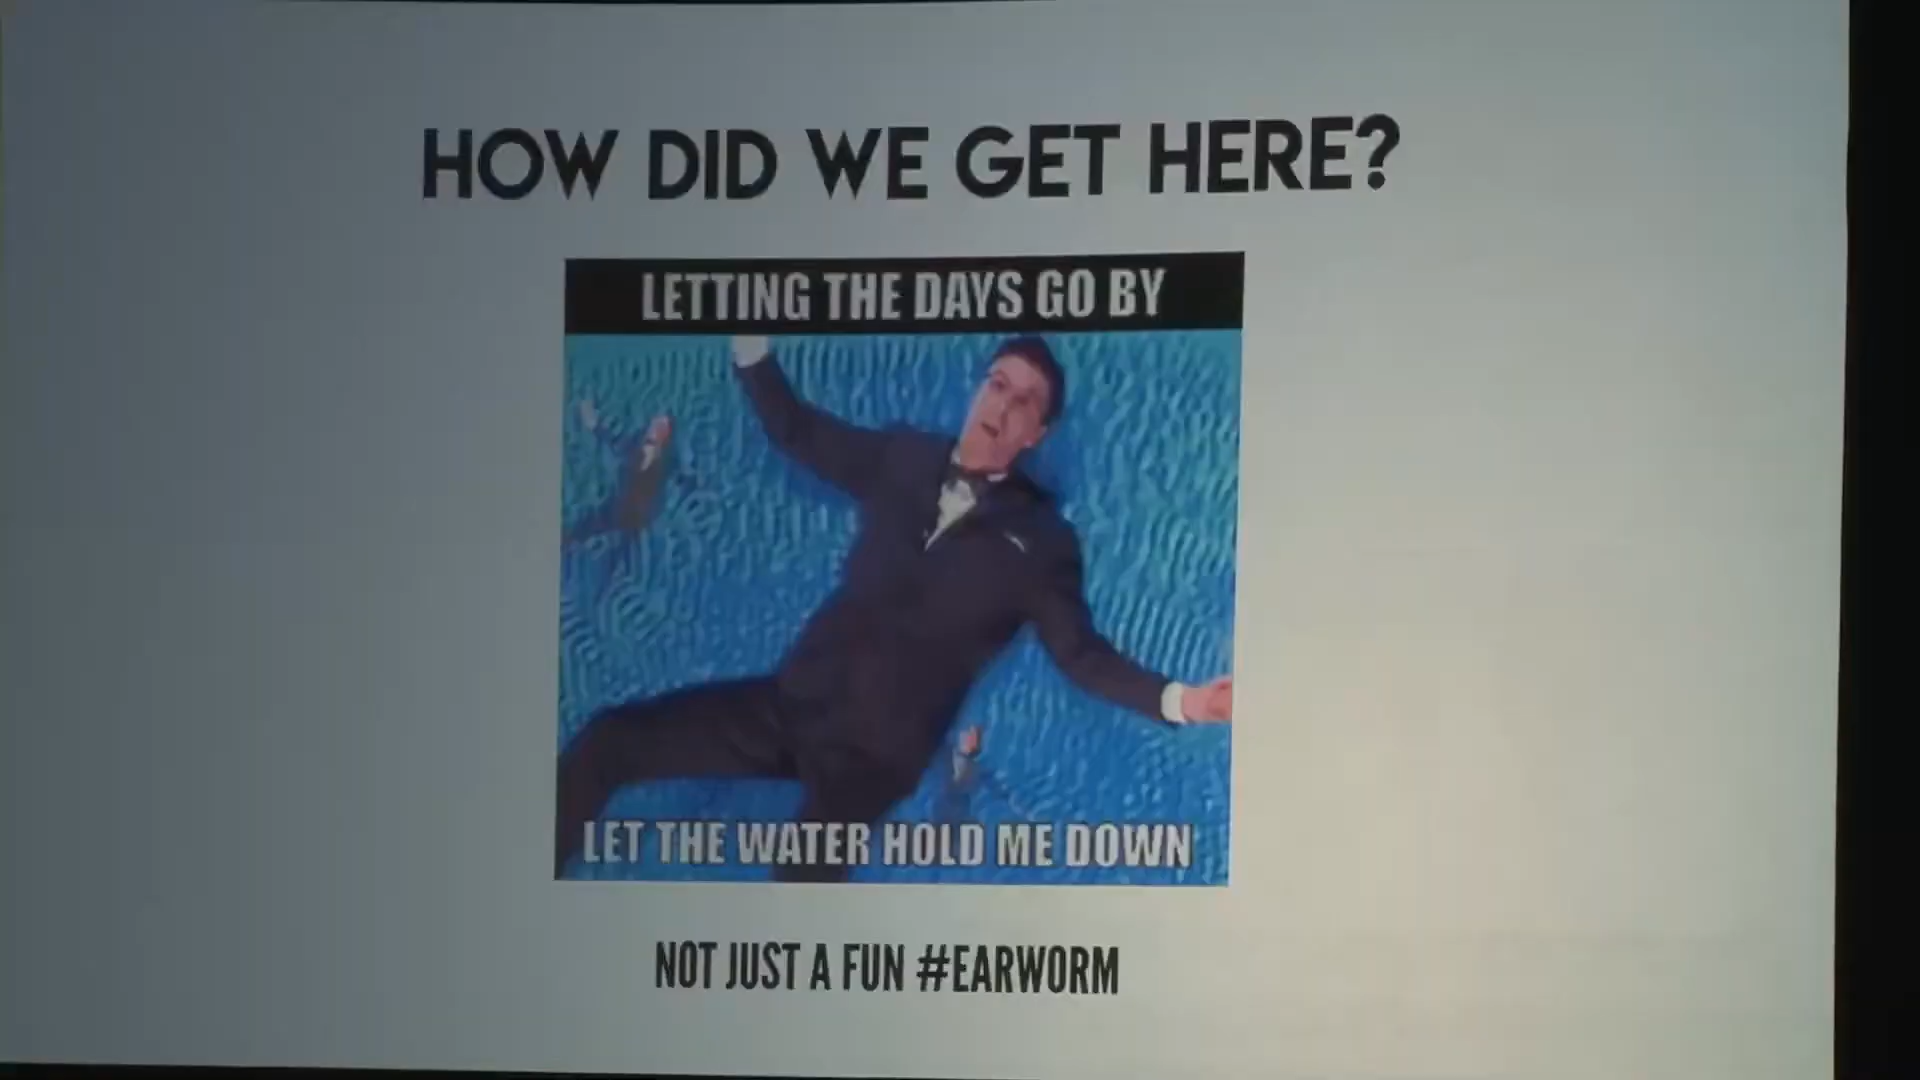 HOW DID WE GET HERE?
LETTING THE DAYS GO BY
LET THE WATER HOLD ME DOWN
NOT JUST A FUN #EARWORM